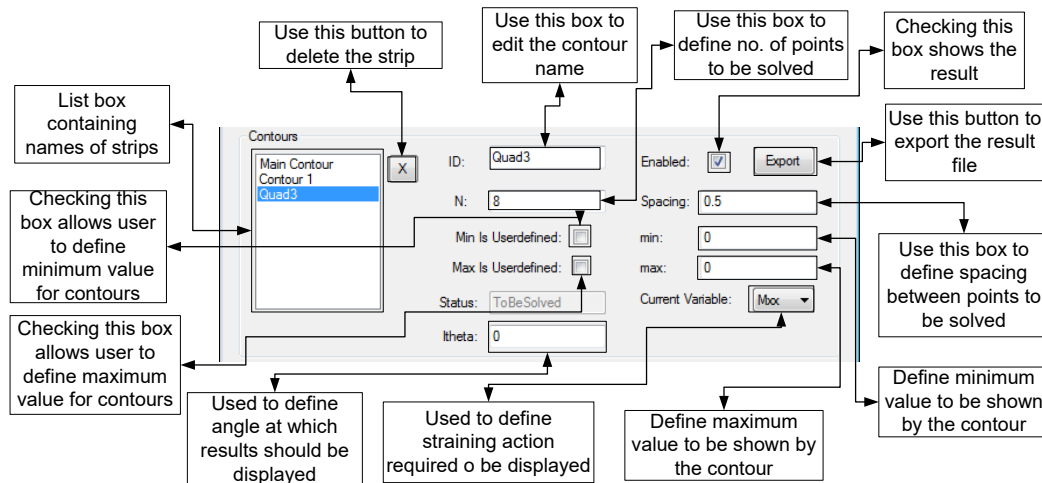 Use this button to
delete the strip
Use this box to
edit the contour
name
Use this box to
define no. of points
to be solved
Checking this
box shows the
result
List box
containing
names of strips
Use this button to
export the result
file
Checking this
box allows user
to define
minimum value
for contours
Checking this box
allows user to
define maximum
value for contours
Contours
Main Contour
Contour 1
Quad3
X
ID: Quad3
Enabled: Export
N: 8
Spacing: 0.5
Min Is Userdefined:
min: 0
Max Is Userdefined:
max: 0
Status: ToBeSolved
Current Variable: Mxx
Itheta: 0
Use this box to
define spacing
between points to
be solved
Used to define
angle at which
results should be
displayed
Used to define
straining action
required o be displayed
Define maximum
value to be shown by
the contour
Define minimum
value to be shown
by the contour